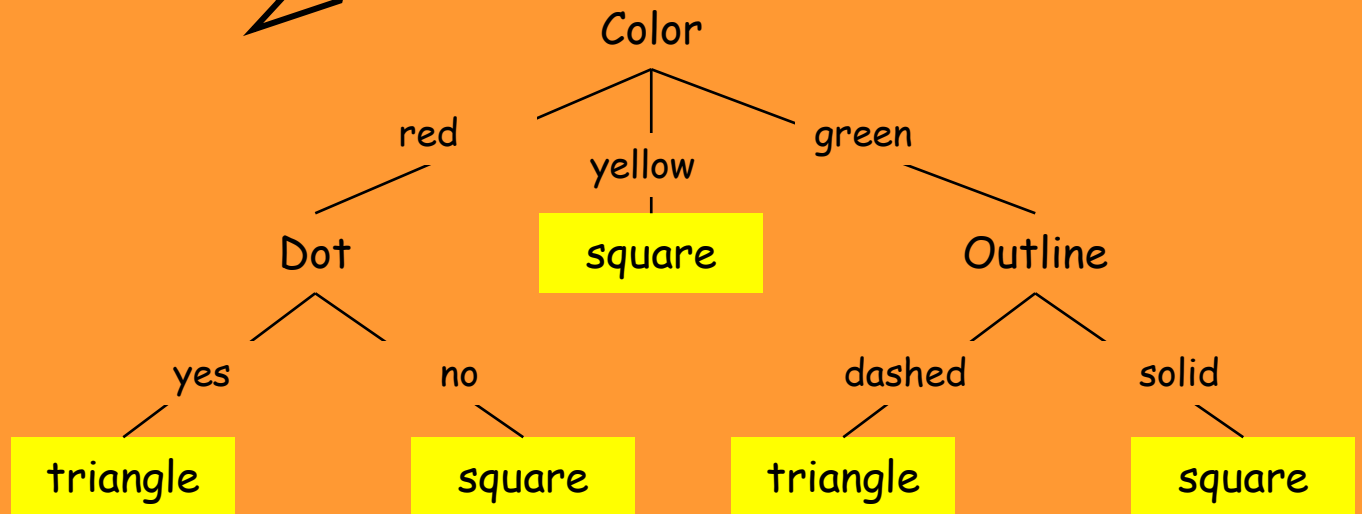 Color
red
yellow
green
Dot
square
Outline
yes
no
dashed
solid
triangle
square
triangle
square